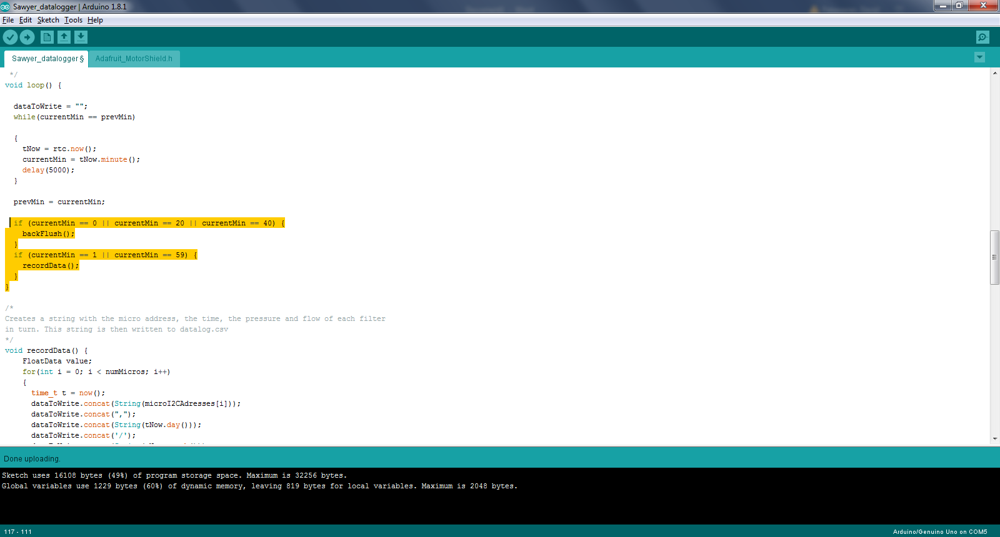 Sawyer_datalogger | Arduino 1.8.1
File Edit Sketch Tools Help
Sawyer_datalogger § Adafruit_MotorShield.h
*/
void loop() {
dataToWrite = "";
while(currentMin == prevMin)
{
tNow = rtc.now();
currentMin = tNow.minute();
delay(5000);
}
prevMin = currentMin;
if (currentMin == 0 || currentMin == 20 || currentMin == 40) {
backFlush();
}
if (currentMin == 1 || currentMin == 59) {
recordData();
}
}
/*
Creates a string with the micro address, the time, the pressure and flow of each filter
in turn. This string is then written to datalog.csv
*/
void recordData() {
FloatData value;
for(int i = 0; i < numMicros; i++)
{
time_t t = now();
dataToWrite.concat(String(microI2CAdresses[i]));
dataToWrite.concat(",");
dataToWrite.concat(String(tNow.day()));
dataToWrite.concat('/');
Done uploading.
Sketch uses 16108 bytes (49%) of program storage space. Maximum is 32256 bytes.
Global variables use 1229 bytes (60%) of dynamic memory, leaving 819 bytes for local variables. Maximum is 2048 bytes.
117 - 111 Arduino/Genuino Uno on COM5